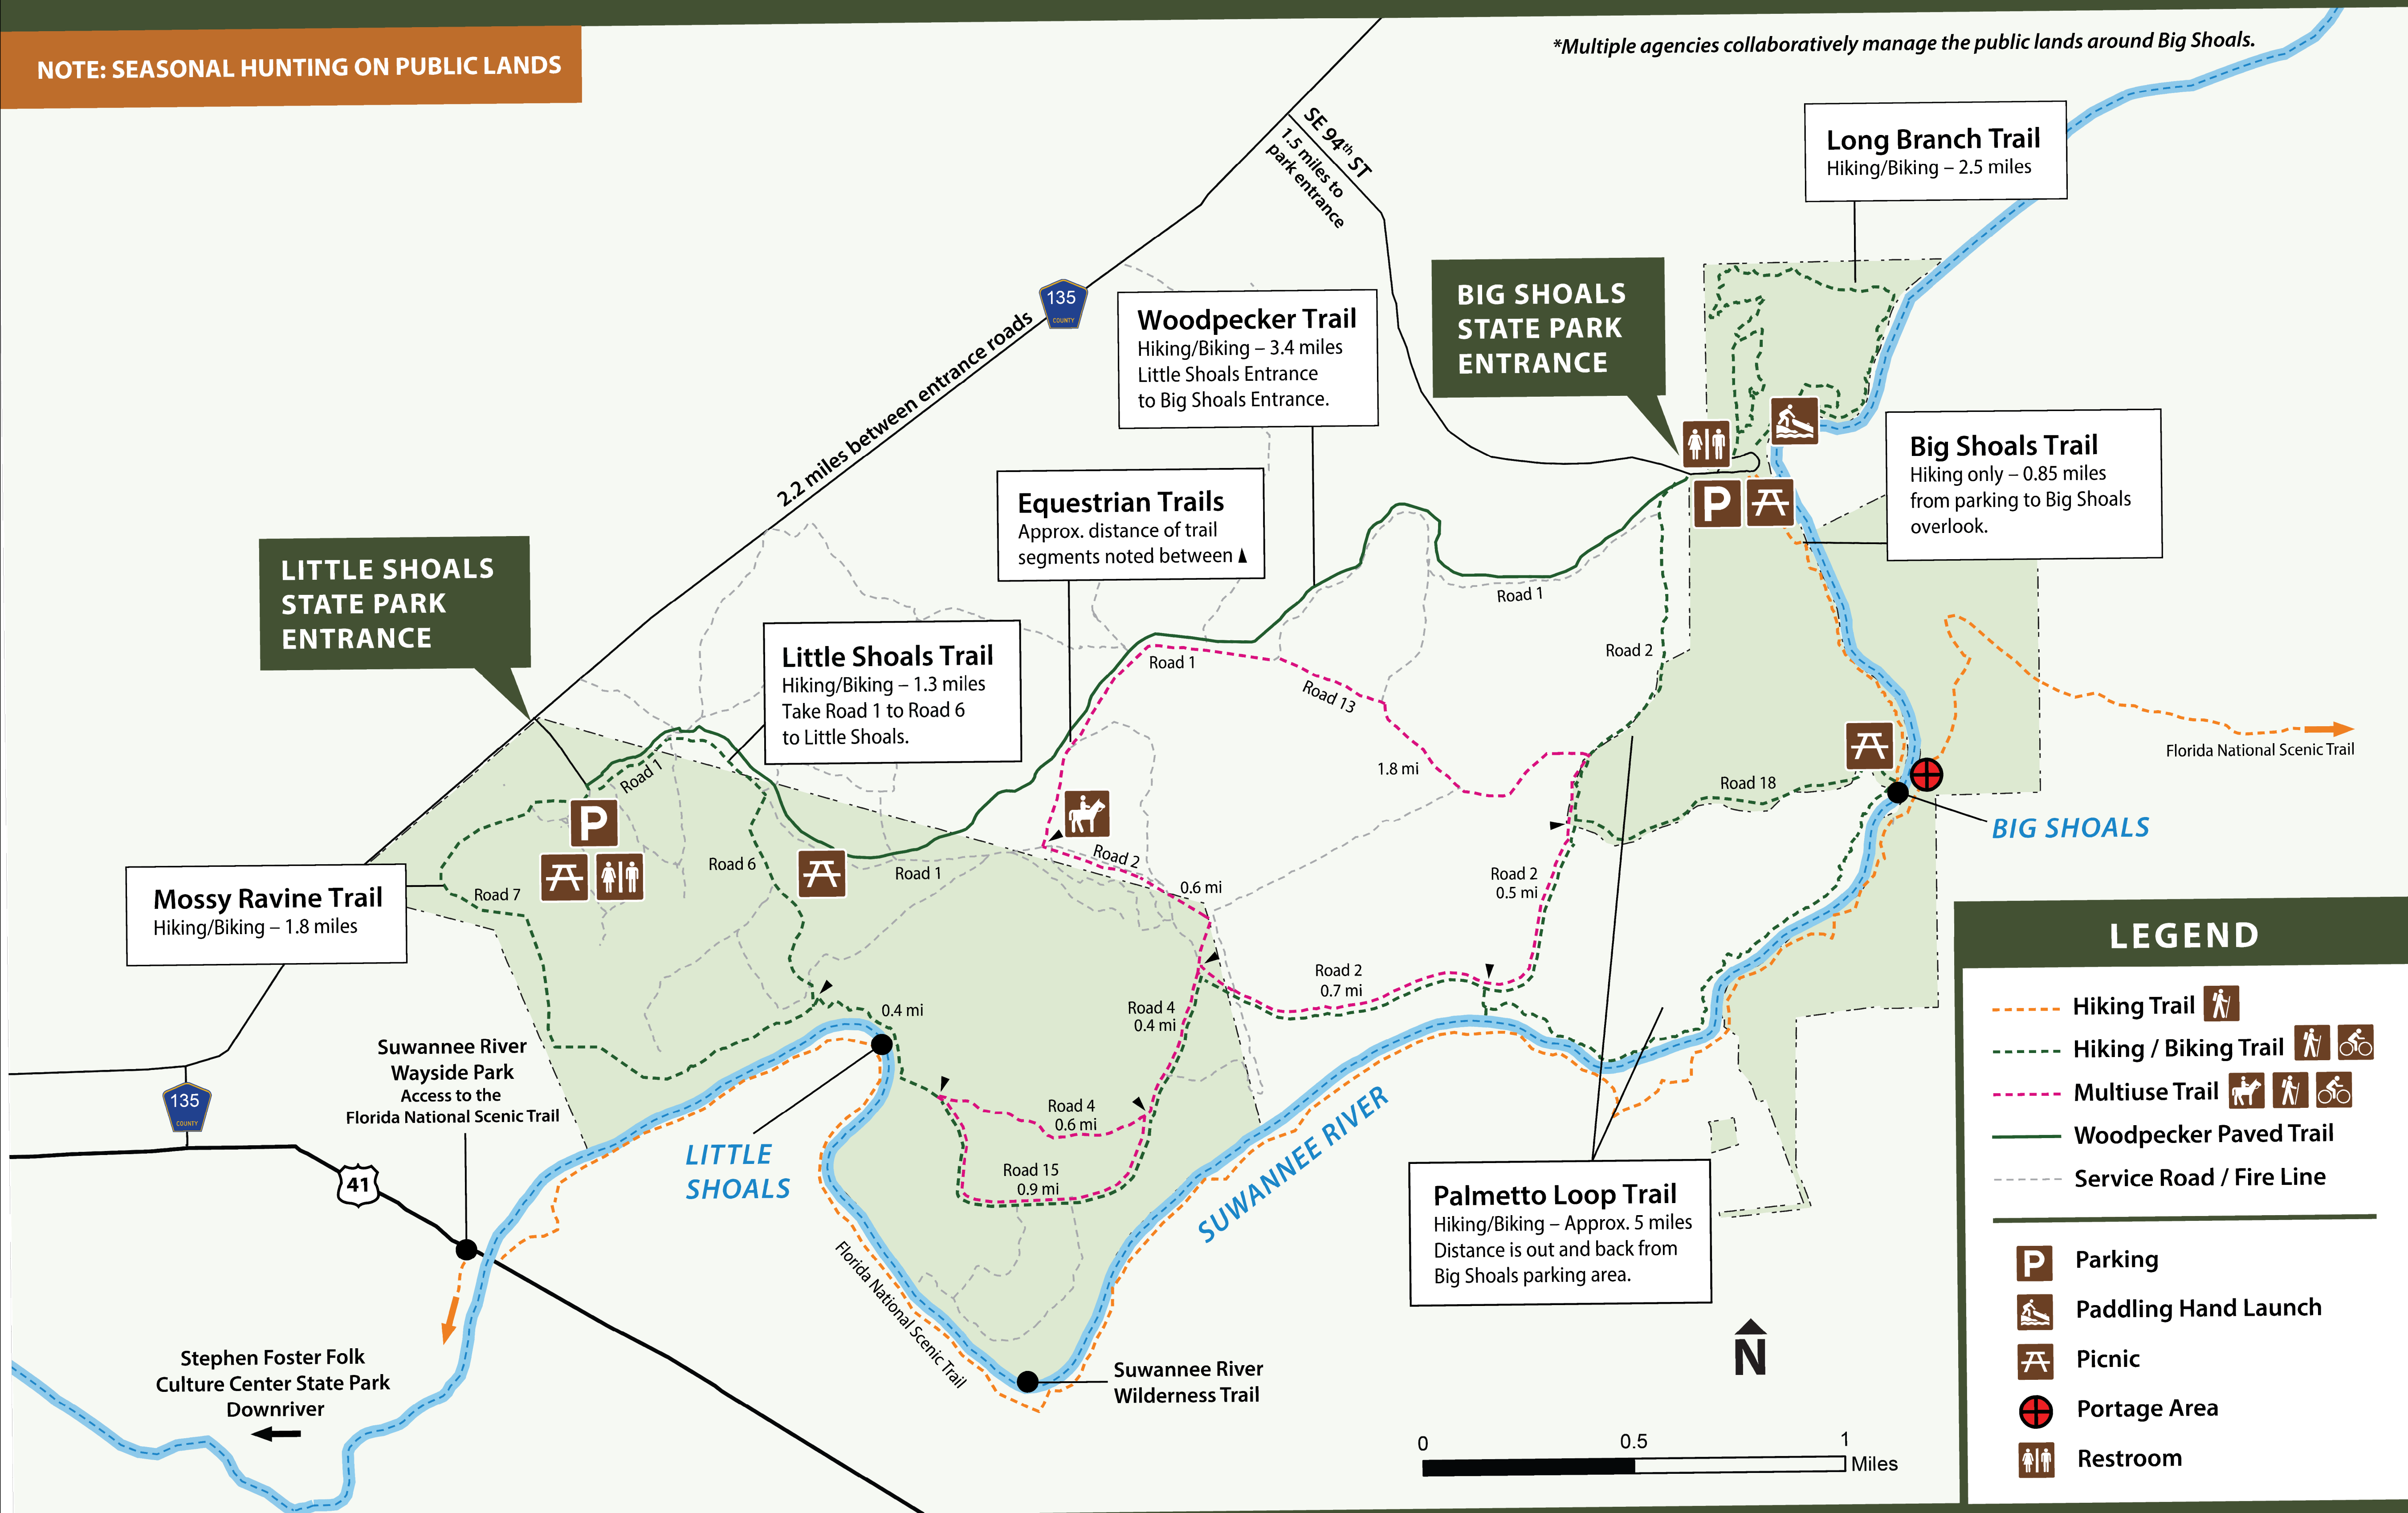 NOTE: SEASONAL HUNTING ON PUBLIC LANDS
*Multiple agencies collaboratively manage the public lands around Big Shoals.
SE 94th ST
1.5 miles to
park entrance
Long Branch Trail
Hiking/Biking – 2.5 miles
135
COUNTY
2.2 miles between entrance roads
Woodpecker Trail
Hiking/Biking – 3.4 miles
Little Shoals Entrance
to Big Shoals Entrance.
BIG SHOALS
STATE PARK
ENTRANCE
Big Shoals Trail
Hiking only – 0.85 miles
from parking to Big Shoals
overlook.
P
Equestrian Trails
Approx. distance of trail
segments noted between
LITTLE SHOALS
STATE PARK
ENTRANCE
Little Shoals Trail
Hiking/Biking – 1.3 miles
Take Road 1 to Road 6
to Little Shoals.
Road 1
Road 2
Road 1
Road 13
1.8 mi
Florida National Scenic Trail
Road 1
P
Road 18
BIG SHOALS
Road 6
Road 1
Road 2
0.6 mi
Road 2
0.5 mi
Road 7
Mossy Ravine Trail
Hiking/Biking – 1.8 miles
Road 2
0.7 mi
0.4 mi
Road 4
0.4 mi
Suwannee River
Wayside Park
Access to the
Florida National Scenic Trail
135
COUNTY
41
LITTLE
SHOALS
Road 4
0.6 mi
Road 15
0.9 mi
SUWANNEE RIVER
Palmetto Loop Trail
Hiking/Biking – Approx. 5 miles
Distance is out and back from
Big Shoals parking area.
Florida National Scenic Trail
Suwannee River
Wilderness Trail
Stephen Foster Folk
Culture Center State Park
Downriver
N
0 0.5 1
Miles
LEGEND
Hiking Trail
Hiking / Biking Trail
Multiuse Trail
Woodpecker Paved Trail
Service Road / Fire Line
P Parking
Paddling Hand Launch
Picnic
Portage Area
Restroom